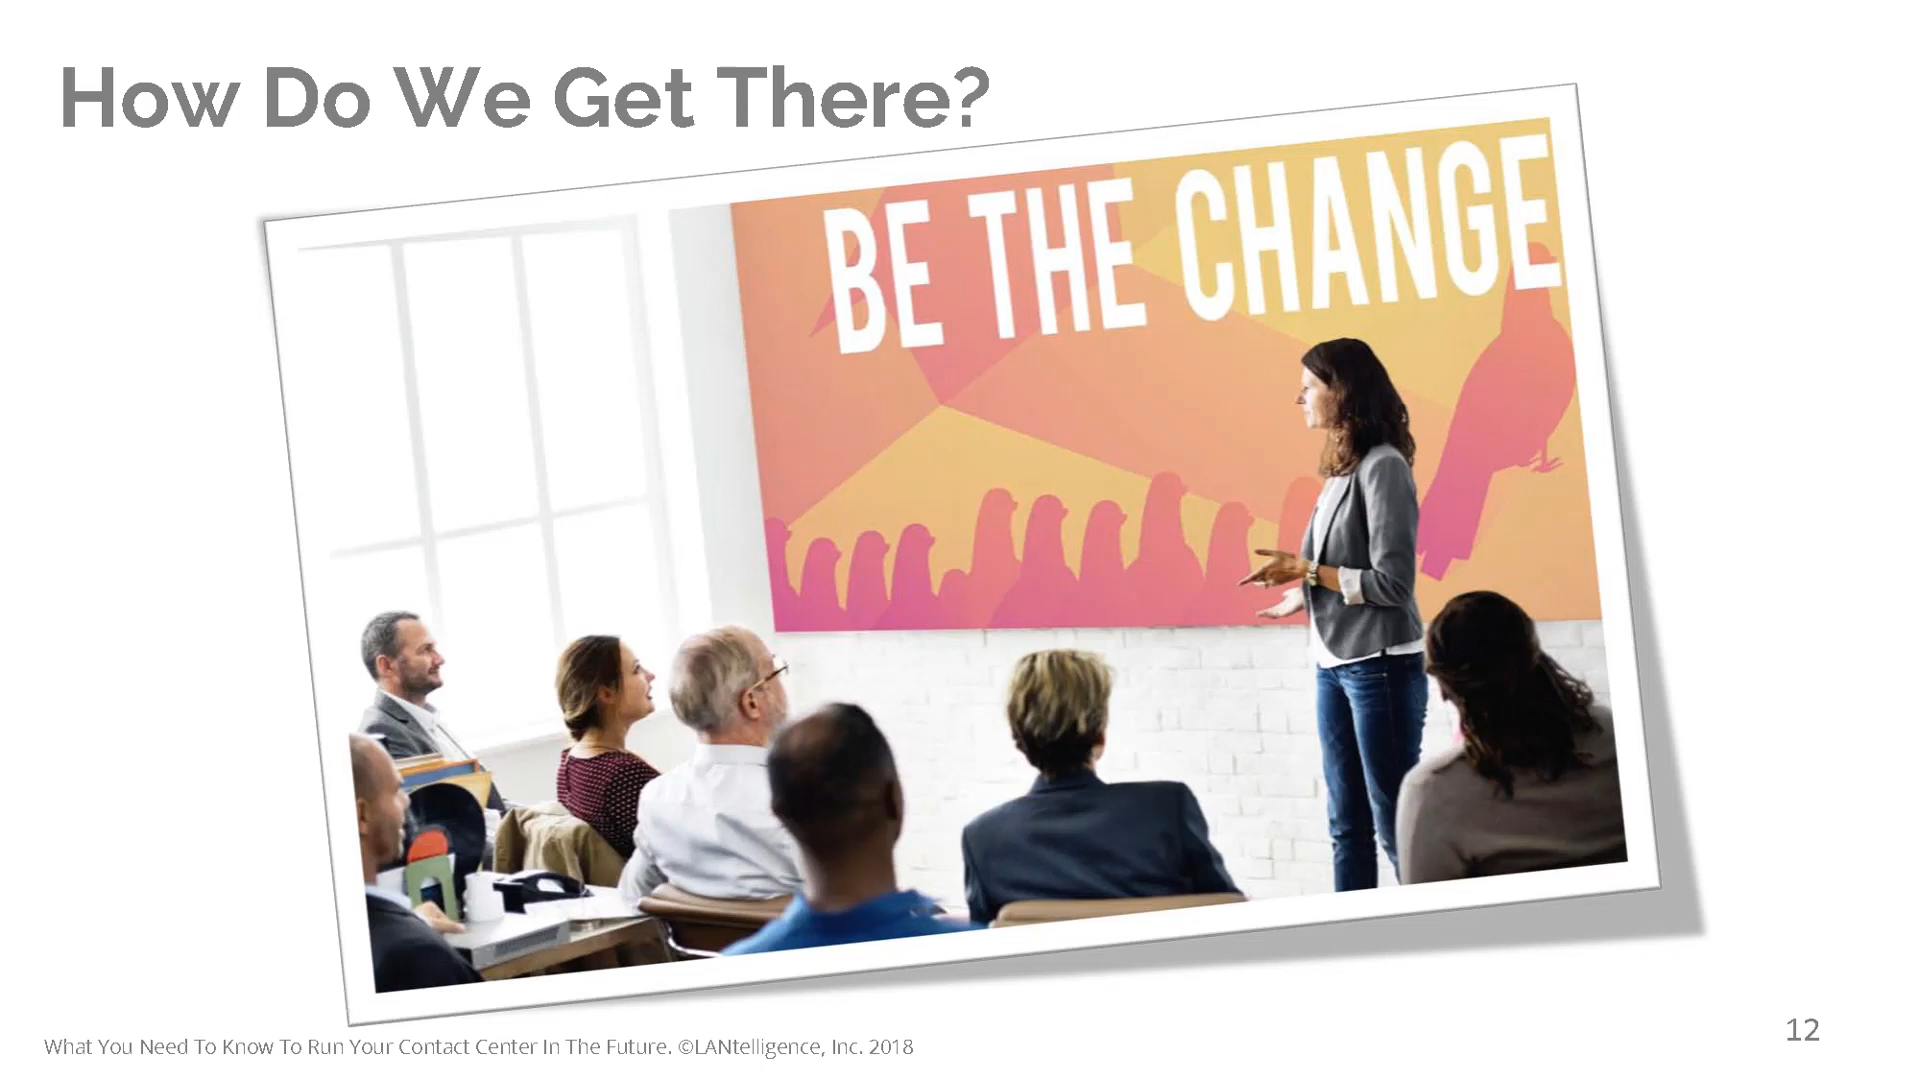 How Do We Get There?
BE THE CHANGE
What You Need To Know To Run Your Contact Center In The Future. ©LANtelligence, Inc. 2018
12